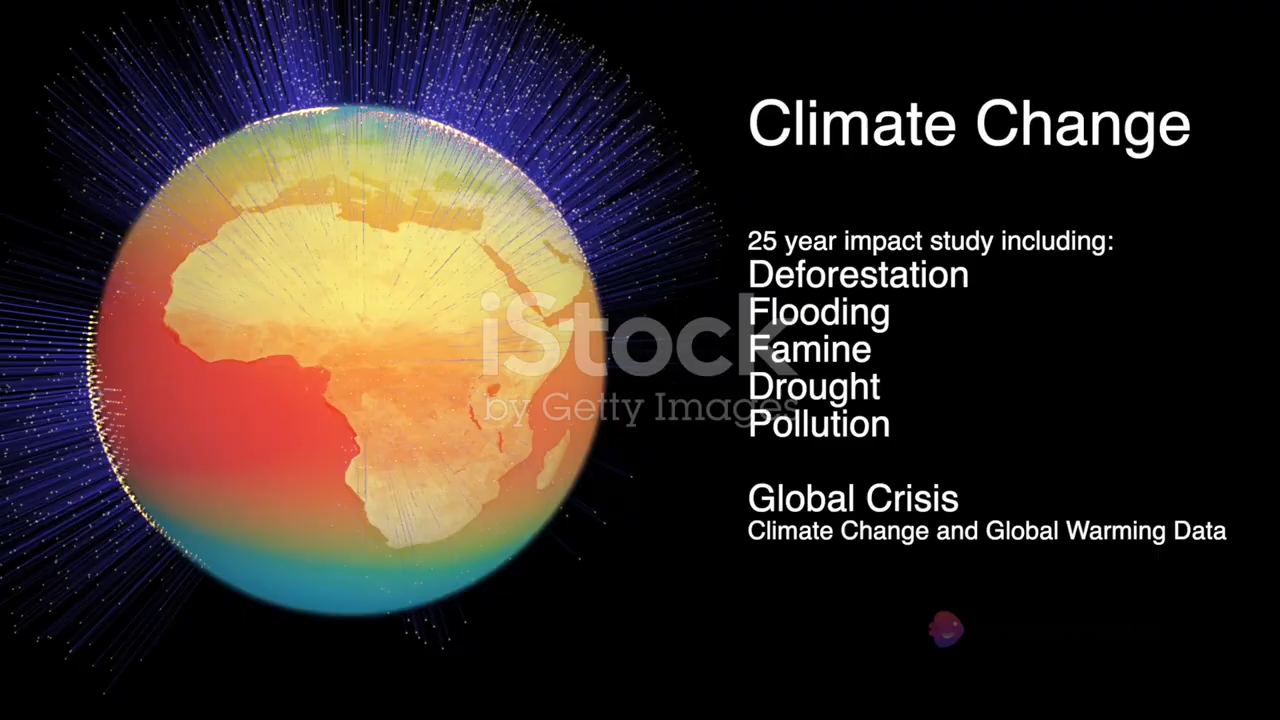 Climate Change
25 year impact study including:
Deforestation
Flooding
Famine
Drought
Pollution
iStock
by Getty Images
Global Crisis
Climate Change and Global Warming Data